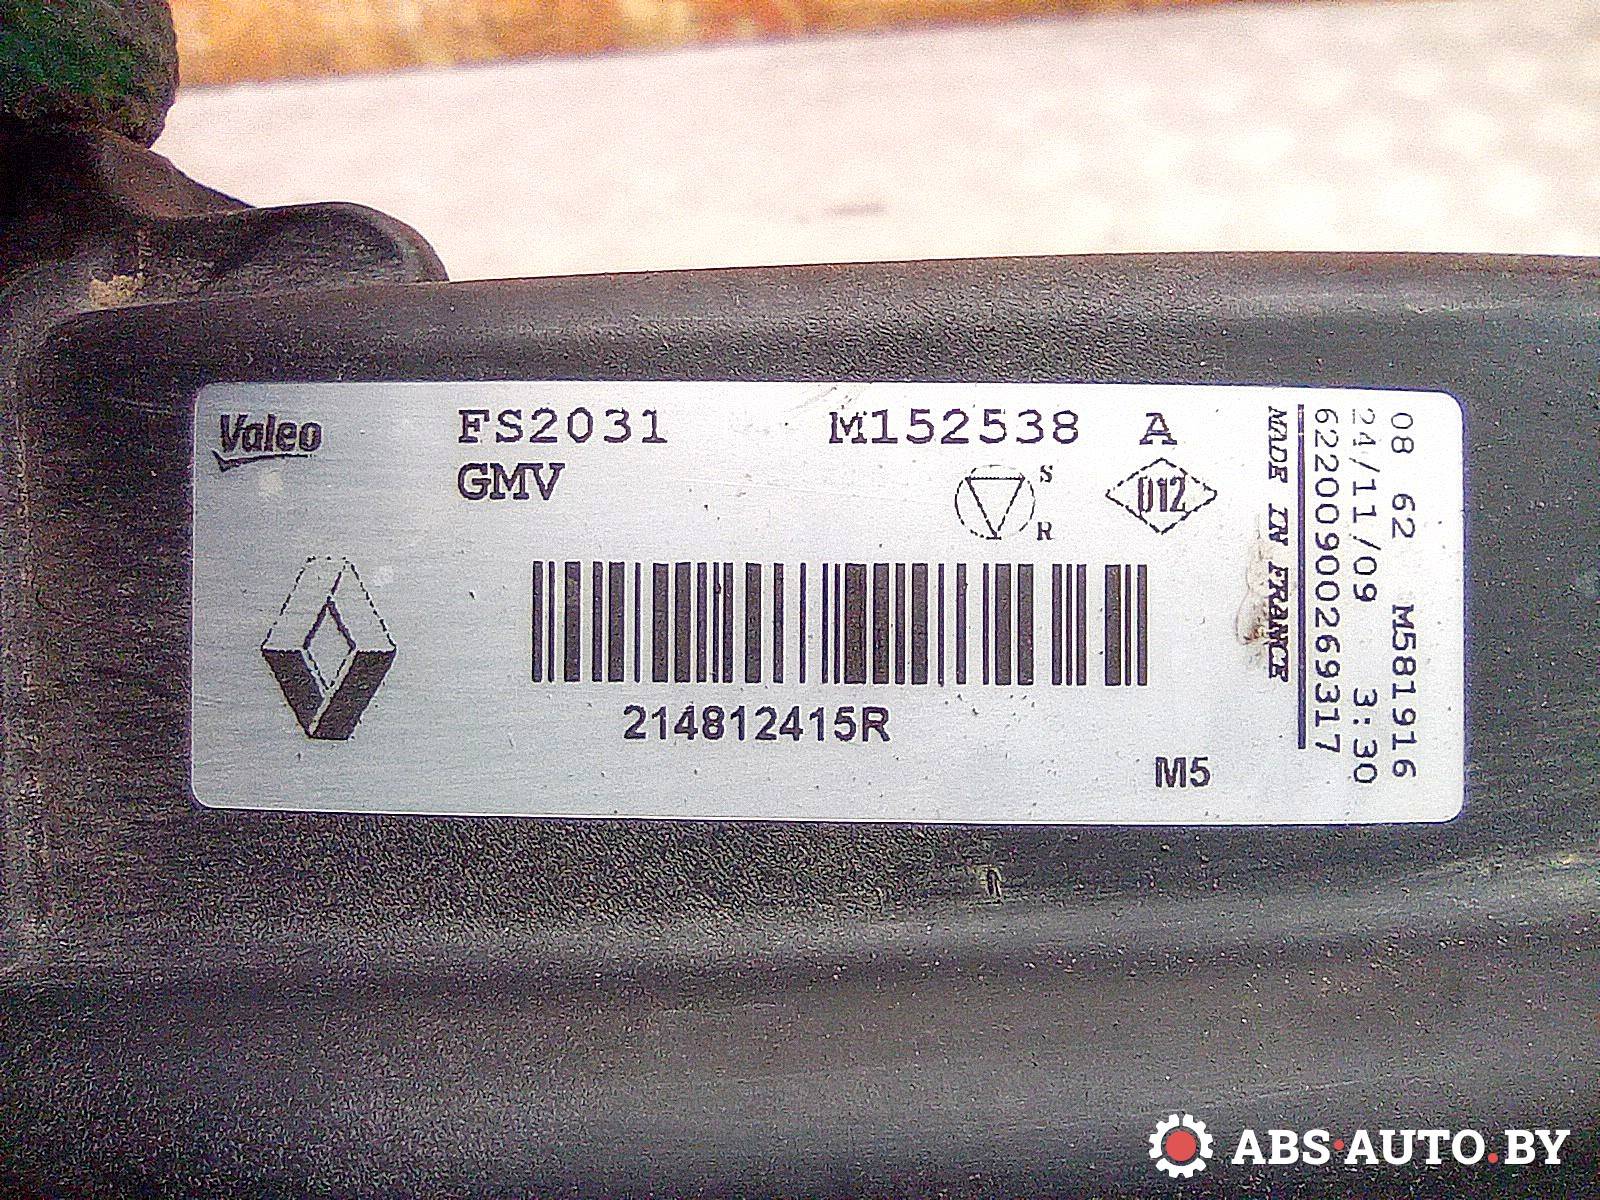 Valeo FS2031 M152538 A
GMV
S
R
012
214812415R
M5
MADE IN FRANCE
6220090026931​7
24/11/09 3:30
08 62 M581916
ABS·AUTO.BY